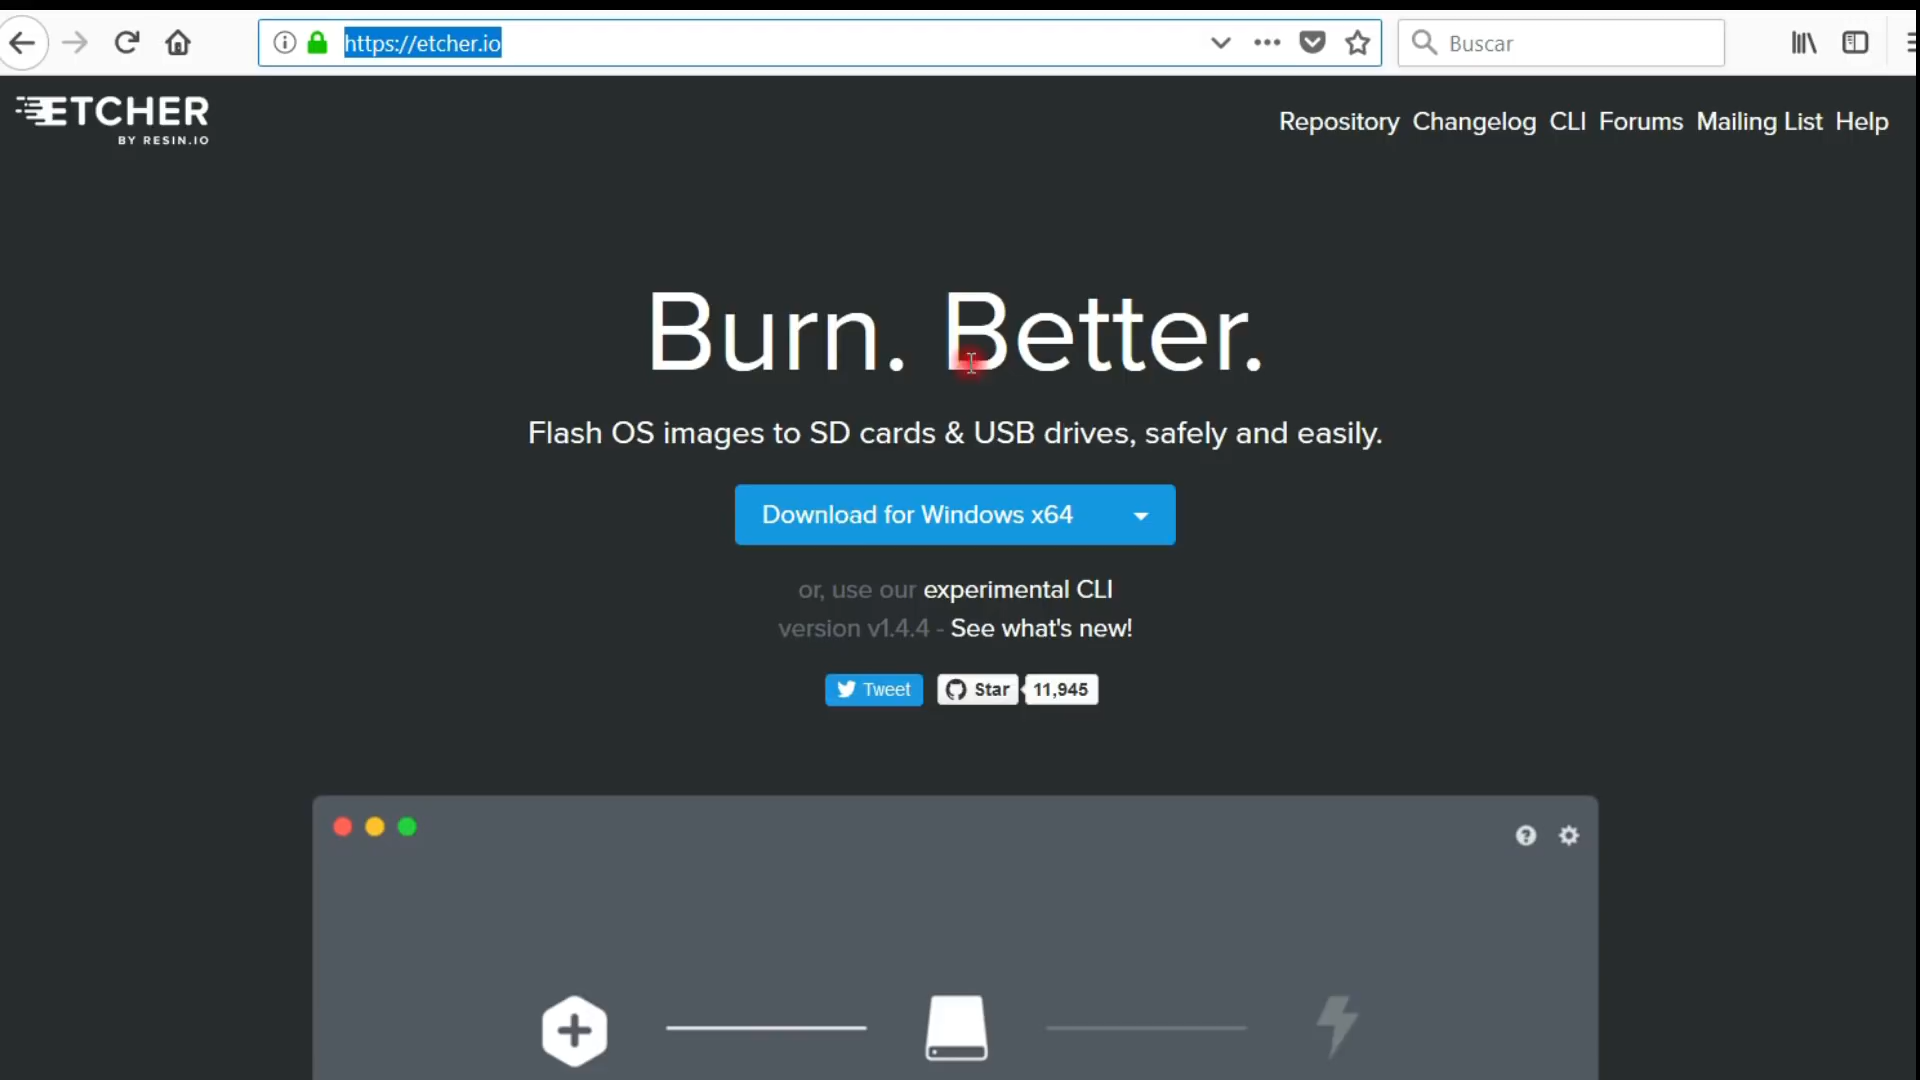 https://etcher.io
Buscar
ETCHER
BY RESIN.IO
Repository Changelog CLI Forums Mailing List Help
Burn. Better.
Flash OS images to SD cards & USB drives, safely and easily.
Download for Windows x64
or, use our experimental CLI
version v1.4.4 - See what's new!
Tweet Star 11,945